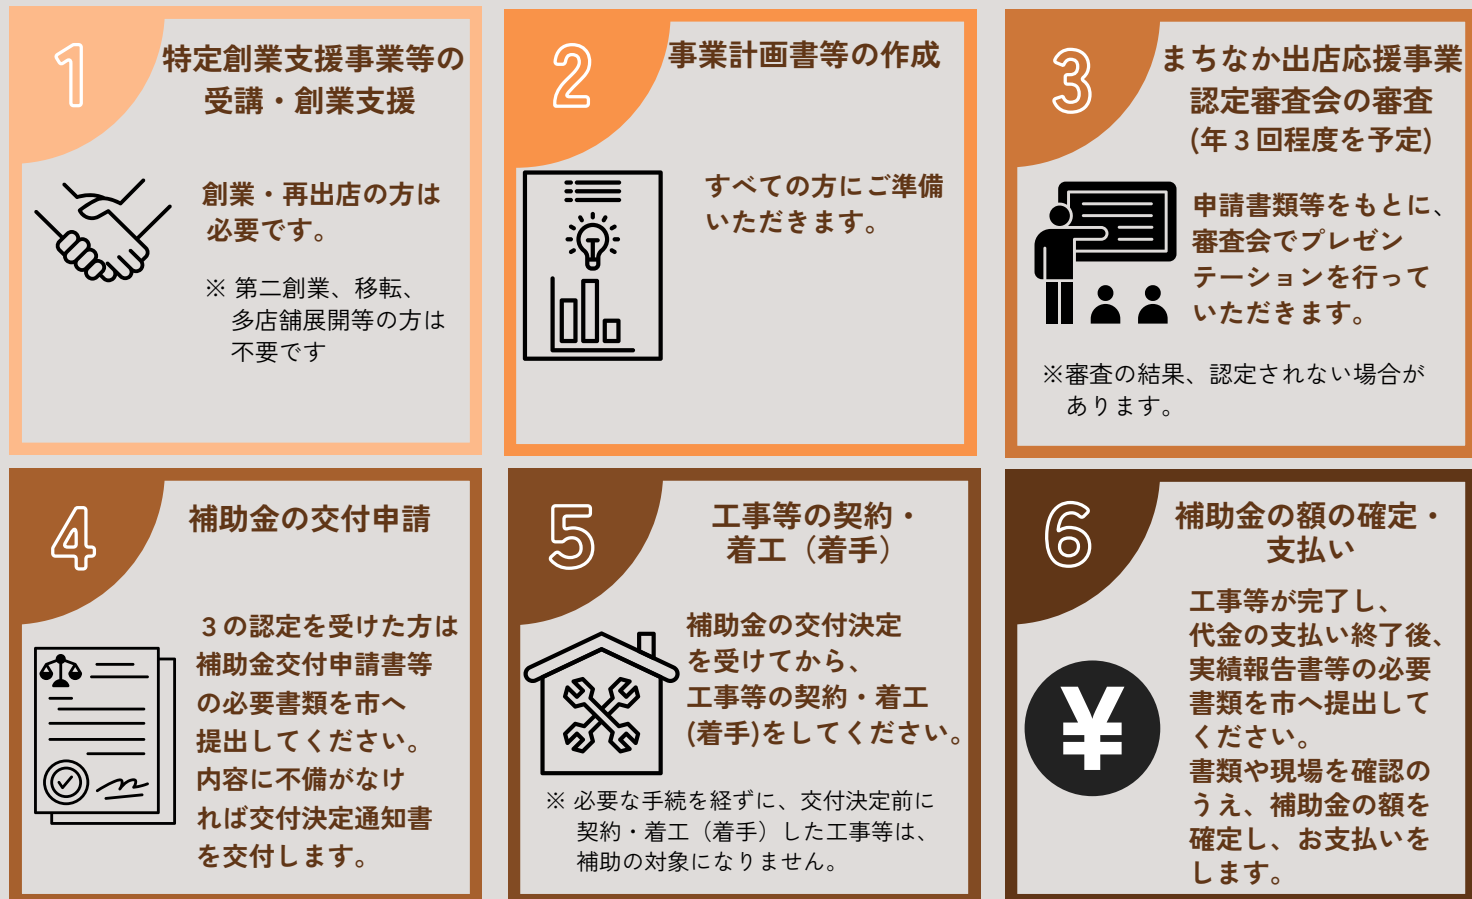 1
特定創業支援事業等の
受講・創業支援
創業・再出店の方は
必要です。
※ 第二創業、移転、
多店舗展開等の方は
不要です
2
事業計画書等の作成
すべての方にご準備
いただきます。
3
まちなか出店応援事業
認定審査会の審査
(年３回程度を予定)
申請書類等をもとに、
審査会でプレゼン
テーションを行って
いただきます。
※審査の結果、認定されない場合が
あります。
4
補助金の交付申請
３の認定を受けた方は
補助金交付申請書等
の必要書類を市へ
提出してください。
内容に不備がなけ
れば交付決定通知書
を交付します。
5
工事等の契約・
着工（着手）
補助金の交付決定
を受けてから、
工事等の契約・着工
(着手)をしてください。
※ 必要な手続を経ずに、交付決定前に
契約・着工（着手）した工事等は、
補助の対象になりません。
6
補助金の額の確定・
支払い
工事等が完了し、
代金の支払い終了後、
実績報告書等の必要
書類を市へ提出して
ください。
書類や現場を確認の
うえ、補助金の額を
確定し、お支払いを
します。
¥